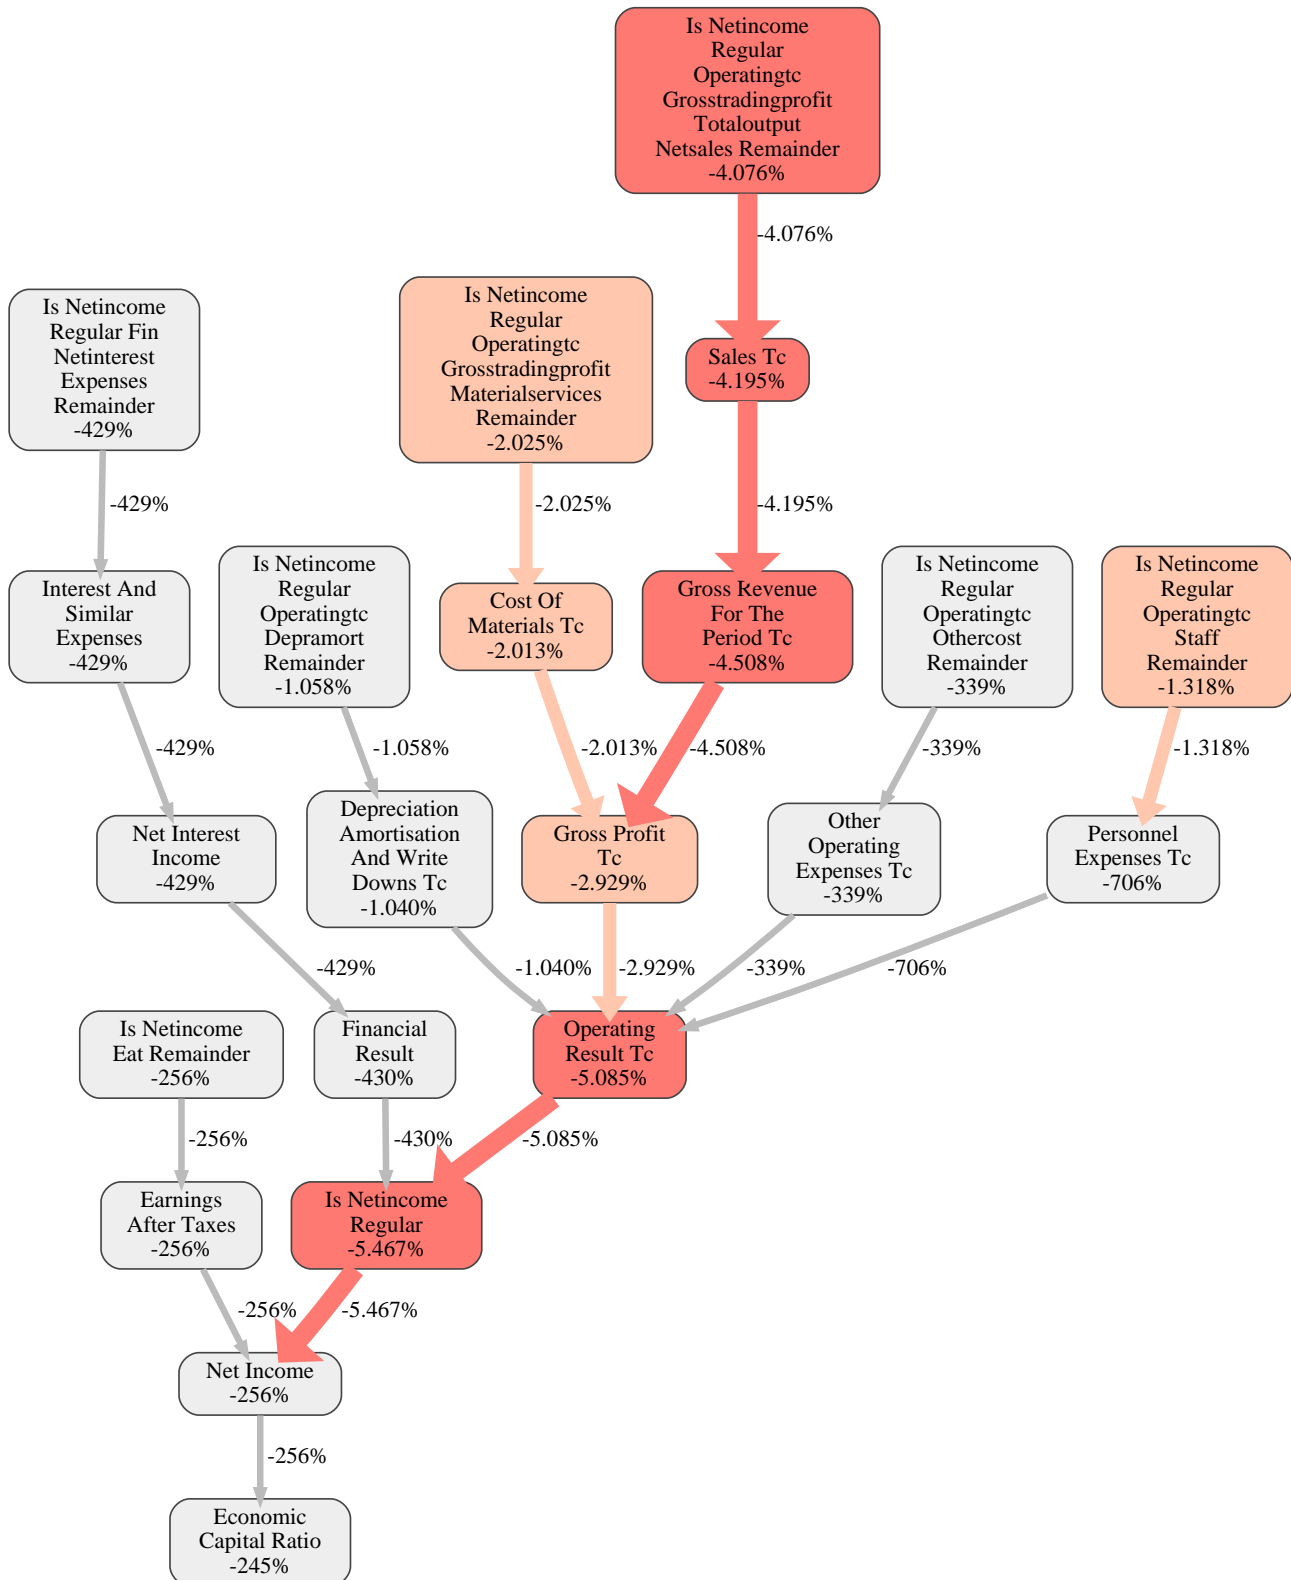 Is Netincome
Regular
Operatingtc
Grosstradingprofit
Totaloutput
Netsales Remainder
-4.076%
-4.076%
Is Netincome
Regular Fin
Netinterest
Expenses
Remainder
-429%
Is Netincome
Regular
Operatingtc
Grosstradingprofit
Materialservices
Remainder
-2.025%
Sales Tc
-4.195%
-429%
-2.025%
-4.195%
Interest And
Similar
Expenses
-429%
Is Netincome
Regular
Operatingtc
Depramort
Remainder
-1.058%
Cost Of
Materials Tc
-2.013%
Gross Revenue
For The
Period Tc
-4.508%
Is Netincome
Regular
Operatingtc
Othercost
Remainder
-339%
Is Netincome
Regular
Operatingtc
Staff
Remainder
-1.318%
-429%
-1.058%
-2.013%
-4.508%
-339%
-1.318%
Net Interest
Income
-429%
Depreciation
Amortisation
And Write
Downs Tc
-1.040%
Gross Profit
Tc
-2.929%
Other
Operating
Expenses Tc
-339%
Personnel
Expenses Tc
-706%
-429%
-1.040%
-2.929%
-339%
-706%
Is Netincome
Eat Remainder
-256%
Financial
Result
-430%
Operating
Result Tc
-5.085%
-256%
-430%
-5.085%
Earnings
After Taxes
-256%
Is Netincome
Regular
-5.467%
-256%
-5.467%
Net Income
-256%
-256%
Economic
Capital Ratio
-245%